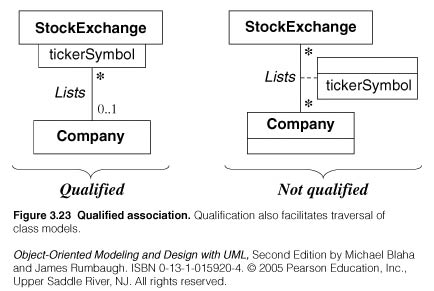 StockExchange
tickerSymbol
*
Lists
0..1
Company
Qualified
StockExchange
*
Lists
tickerSymbol
*
Company
Not qualified
Figure 3.23 Qualified association. Qualification also facilitates traversal of
class models.
Object-Oriented Modeling and Design with UML, Second Edition by Michael Blaha
and James Rumbaugh. ISBN 0-13-1-015920-4. © 2005 Pearson Education, Inc.,
Upper Saddle River, NJ. All rights reserved.